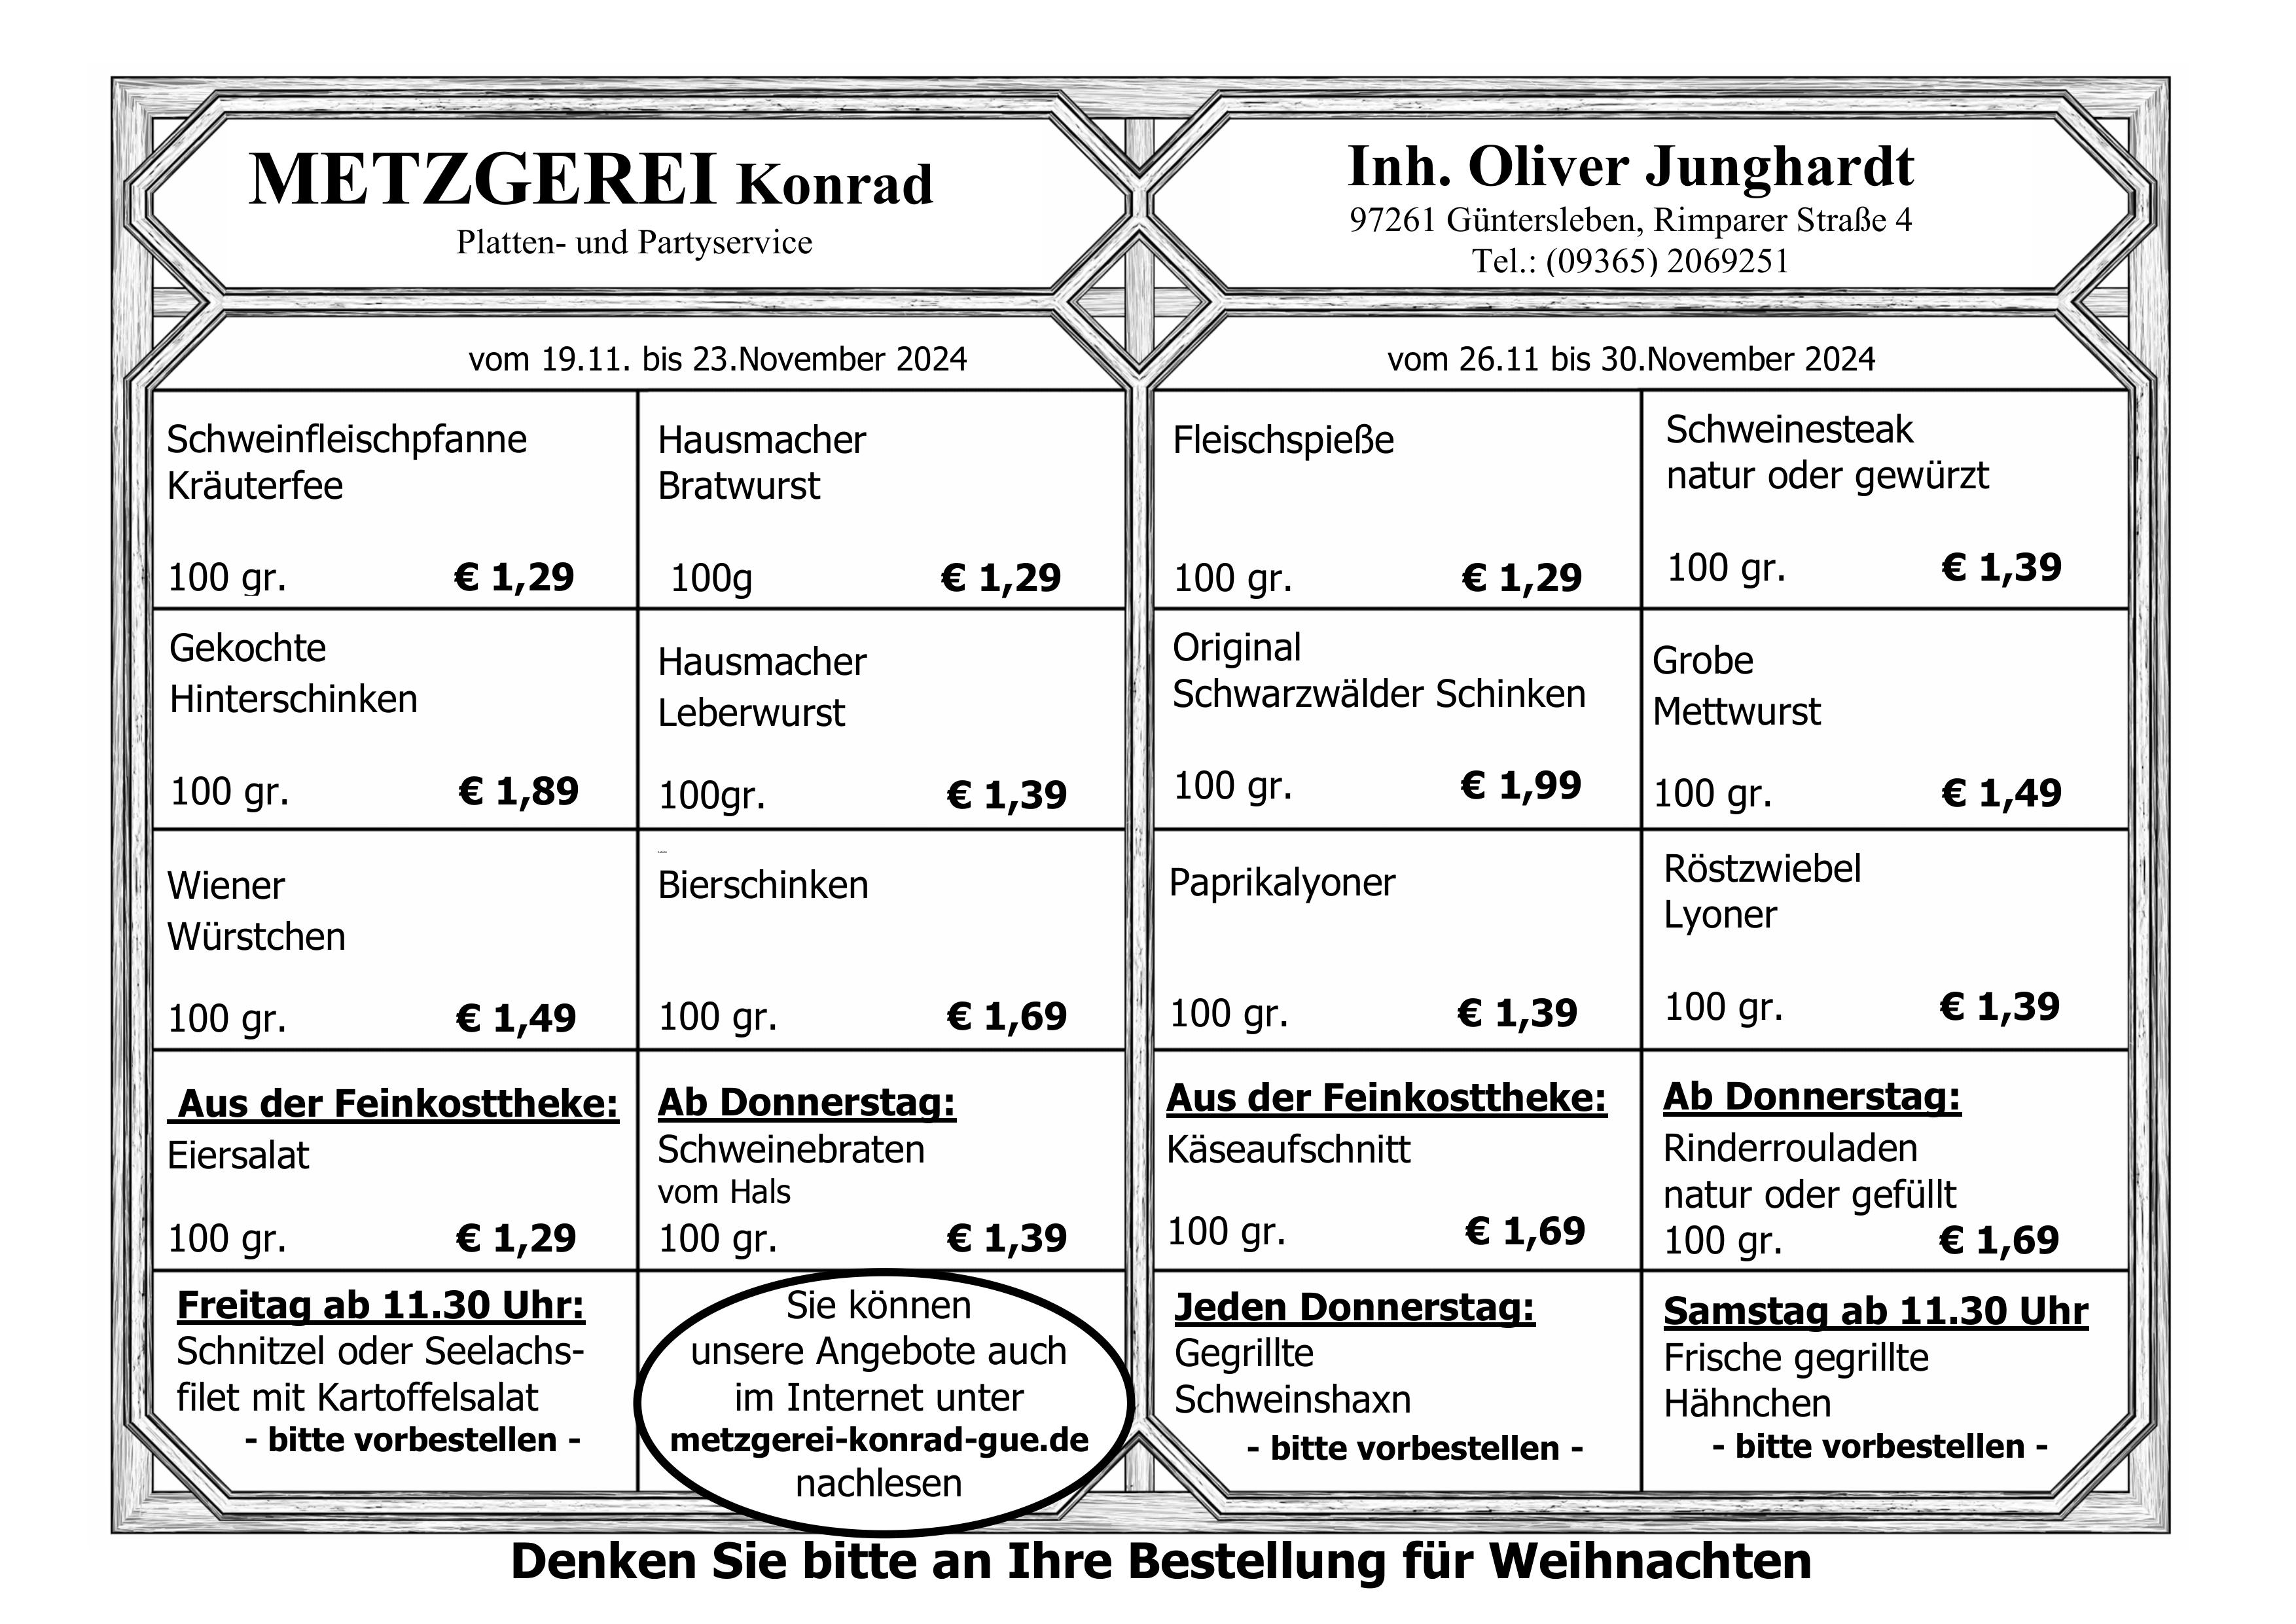 METZGEREI Konrad
Platten- und Partyservice
Inh. Oliver Junghardt
97261 Güntersleben, Rimparer Straße 4
Tel.: (09365) 2069251
vom 19.11. bis 23.November 2024
Schweinfleischpfanne
Kräuterfee
100 gr. € 1,29
Hausmacher
Bratwurst
100g € 1,29
Gekochte
Hinterschinken
100 gr. € 1,89
Hausmacher
Leberwurst
100gr. € 1,39
Wiener
Würstchen
100 gr. € 1,49
Bierschinken
100 gr. € 1,69
Aus der Feinkosttheke:
Eiersalat
100 gr. € 1,29
Ab Donnerstag:
Schweinebraten
vom Hals
100 gr. € 1,39
Freitag ab 11.30 Uhr:
Schnitzel oder Seelachs-
filet mit Kartoffelsalat
- bitte vorbestellen -
Sie können
unsere Angebote auch
im Internet unter
metzgerei-konrad-gue.de
nachlesen
vom 26.11 bis 30.November 2024
Fleischspieße
100 gr. € 1,29
Schweinesteak
natur oder gewürzt
100 gr. € 1,39
Original
Schwarzwälder Schinken
100 gr. € 1,99
Grobe
Mettwurst
100 gr. € 1,49
Paprikalyoner
100 gr. € 1,39
Röstzwiebel
Lyoner
100 gr. € 1,39
Aus der Feinkosttheke:
Käseaufschnitt
100 gr. € 1,69
Ab Donnerstag:
Rinderrouladen
natur oder gefüllt
100 gr. € 1,69
Jeden Donnerstag:
Gegrillte
Schweinshaxn
- bitte vorbestellen -
Samstag ab 11.30 Uhr
Frische gegrillte
Hähnchen
- bitte vorbestellen -
Denken Sie bitte an Ihre Bestellung für Weihnachten